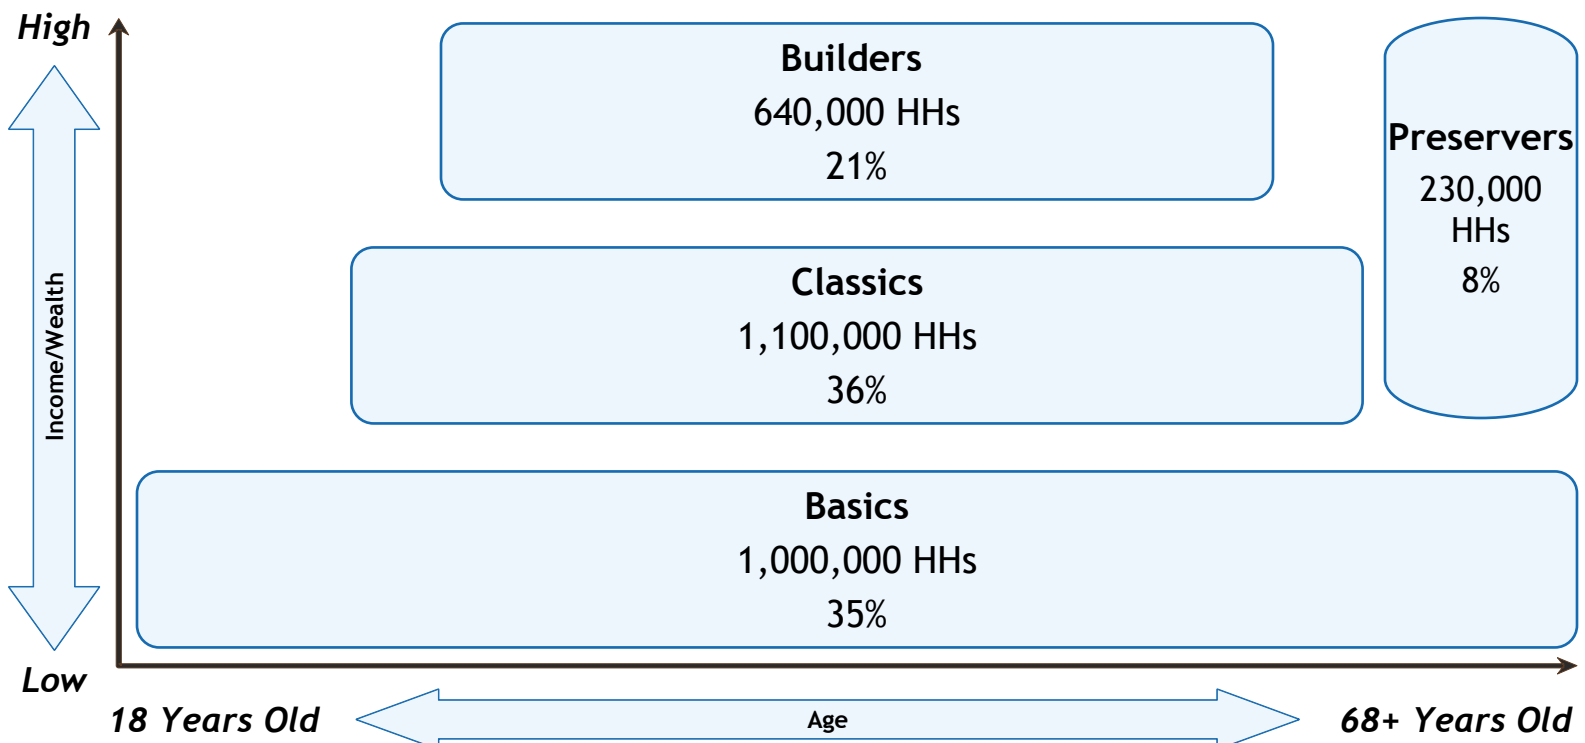 High
Builders
640,000 HHs
21%
Preservers
230,000
HHs
8%
Income/Wealth
Classics
1,100,000 HHs
36%
Basics
1,000,000 HHs
35%
Low
18 Years Old
Age
68+ Years Old